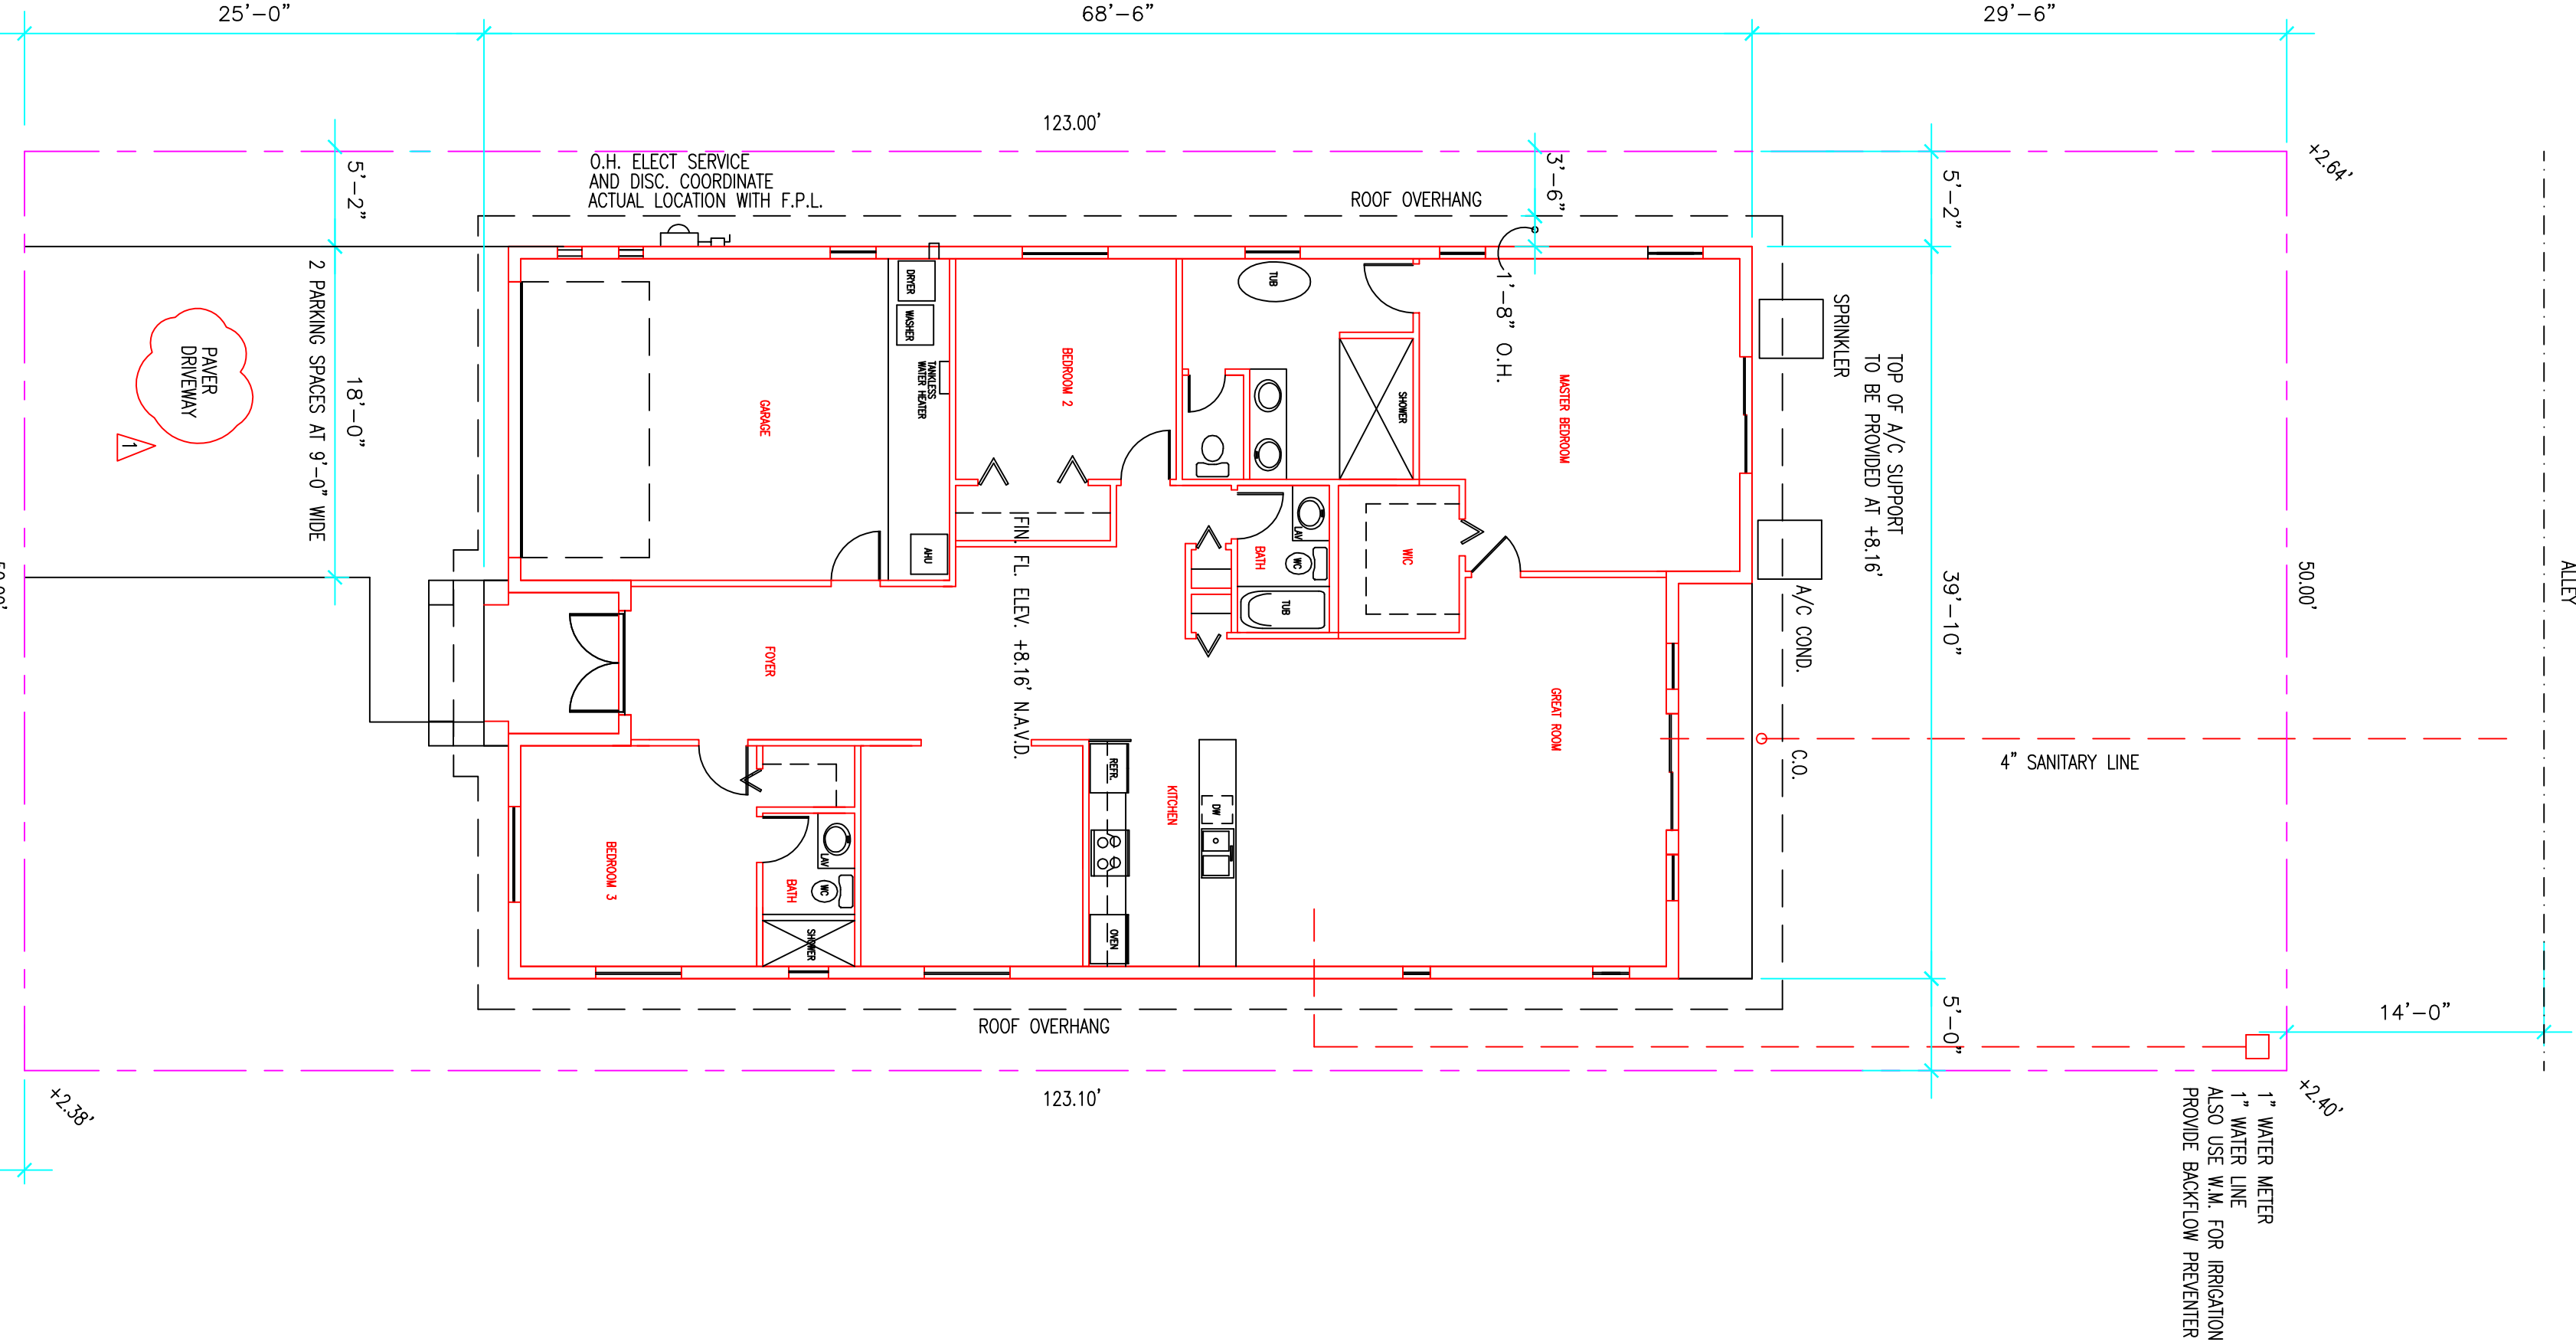 25'-0"
68'-6"
29'-6"
123.00'
+2.64'
5'-2"
O.H. ELECT SERVICE
AND DISC. COORDINATE
ACTUAL LOCATION WITH F.P.L.
ROOF OVERHANG
3'-6"
5'-2"
ALLEY
50.00'
2 PARKING SPACES AT 9'-0" WIDE
18'-0"
PAVER
DRIVEWAY
1
DRYER
WASHER
TANKLESS
WATER HEATER
GARAGE
AHU
BEDROOM 2
TUB
SHOWER
1'-8" O.H.
MASTER BEDROOM
SPRINKLER
TOP OF A/C SUPPORT
TO BE PROVIDED AT +8.16'
A/C COND.
39'-10"
LAV
WC
BATH
TUB
WIC
FIN. FL. ELEV. +8.16' N.A.V.D.
FOYER
GREAT ROOM
C.O.
4" SANITARY LINE
REFR.
KITCHEN
DW
OVEN
BEDROOM 3
LAV
WC
BATH
SHOWER
ROOF OVERHANG
5'-0"
14'-0"
123.10'
+2.38'
+2.40'
1" WATER METER
1" WATER LINE
ALSO USE W.M. FOR IRRIGATION
PROVIDE BACKFLOW PREVENTER